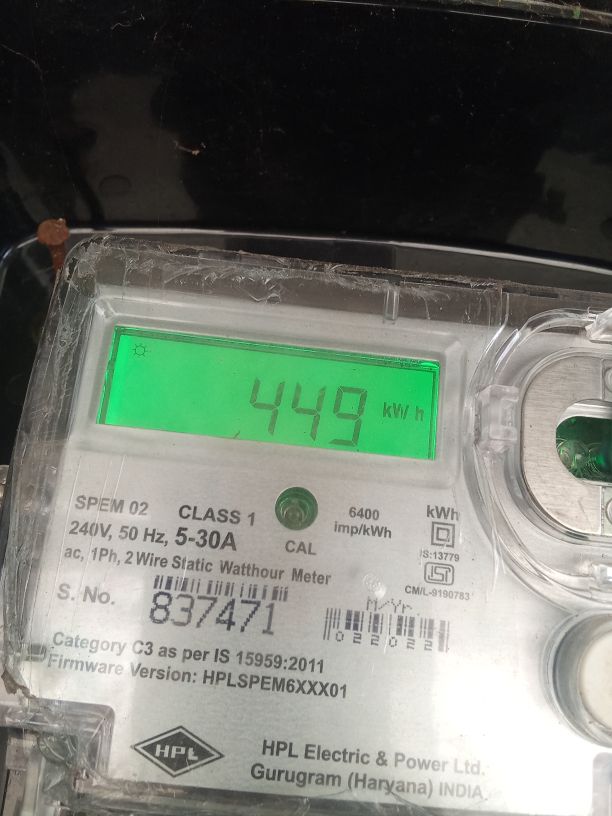 449 kW h
SPEM 02 CLASS 1 6400 imp/kWh kWh
240V, 50 Hz, 5-30A CAL IS:13779
ac, 1Ph, 2 Wire Static Watthour Meter
CM/L-9190783
S. No. 837471 M/Yr.
022022
Category C3 as per IS 15959:2011
Firmware Version: HPLSPEM6XXX01
HPL HPL Electric & Power Ltd.
Gurugram (Haryana) INDIA